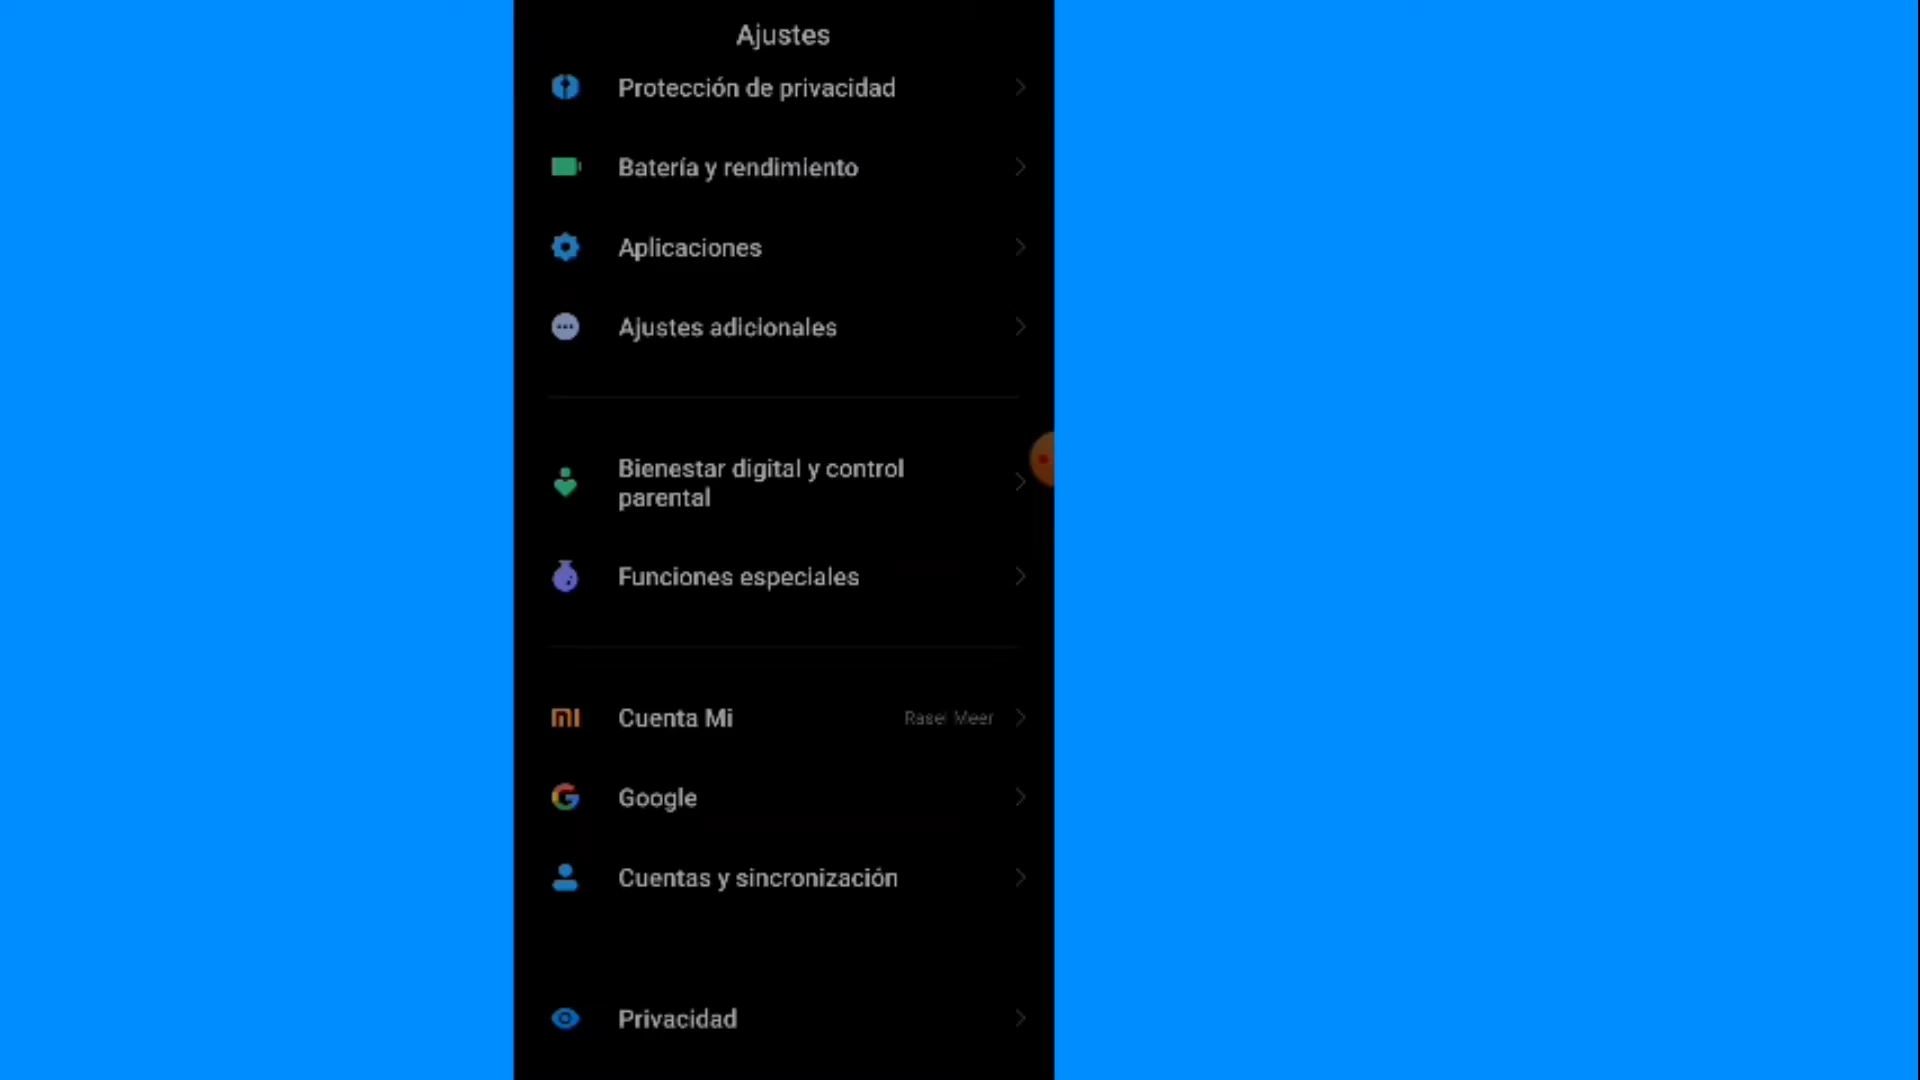 Ajustes
Protección de privacidad
Batería y rendimiento
Aplicaciones
Ajustes adicionales
Bienestar digital y control
parental
Funciones especiales
Cuenta Mi
Meer
Google
Cuentas y sincronización
Privacidad